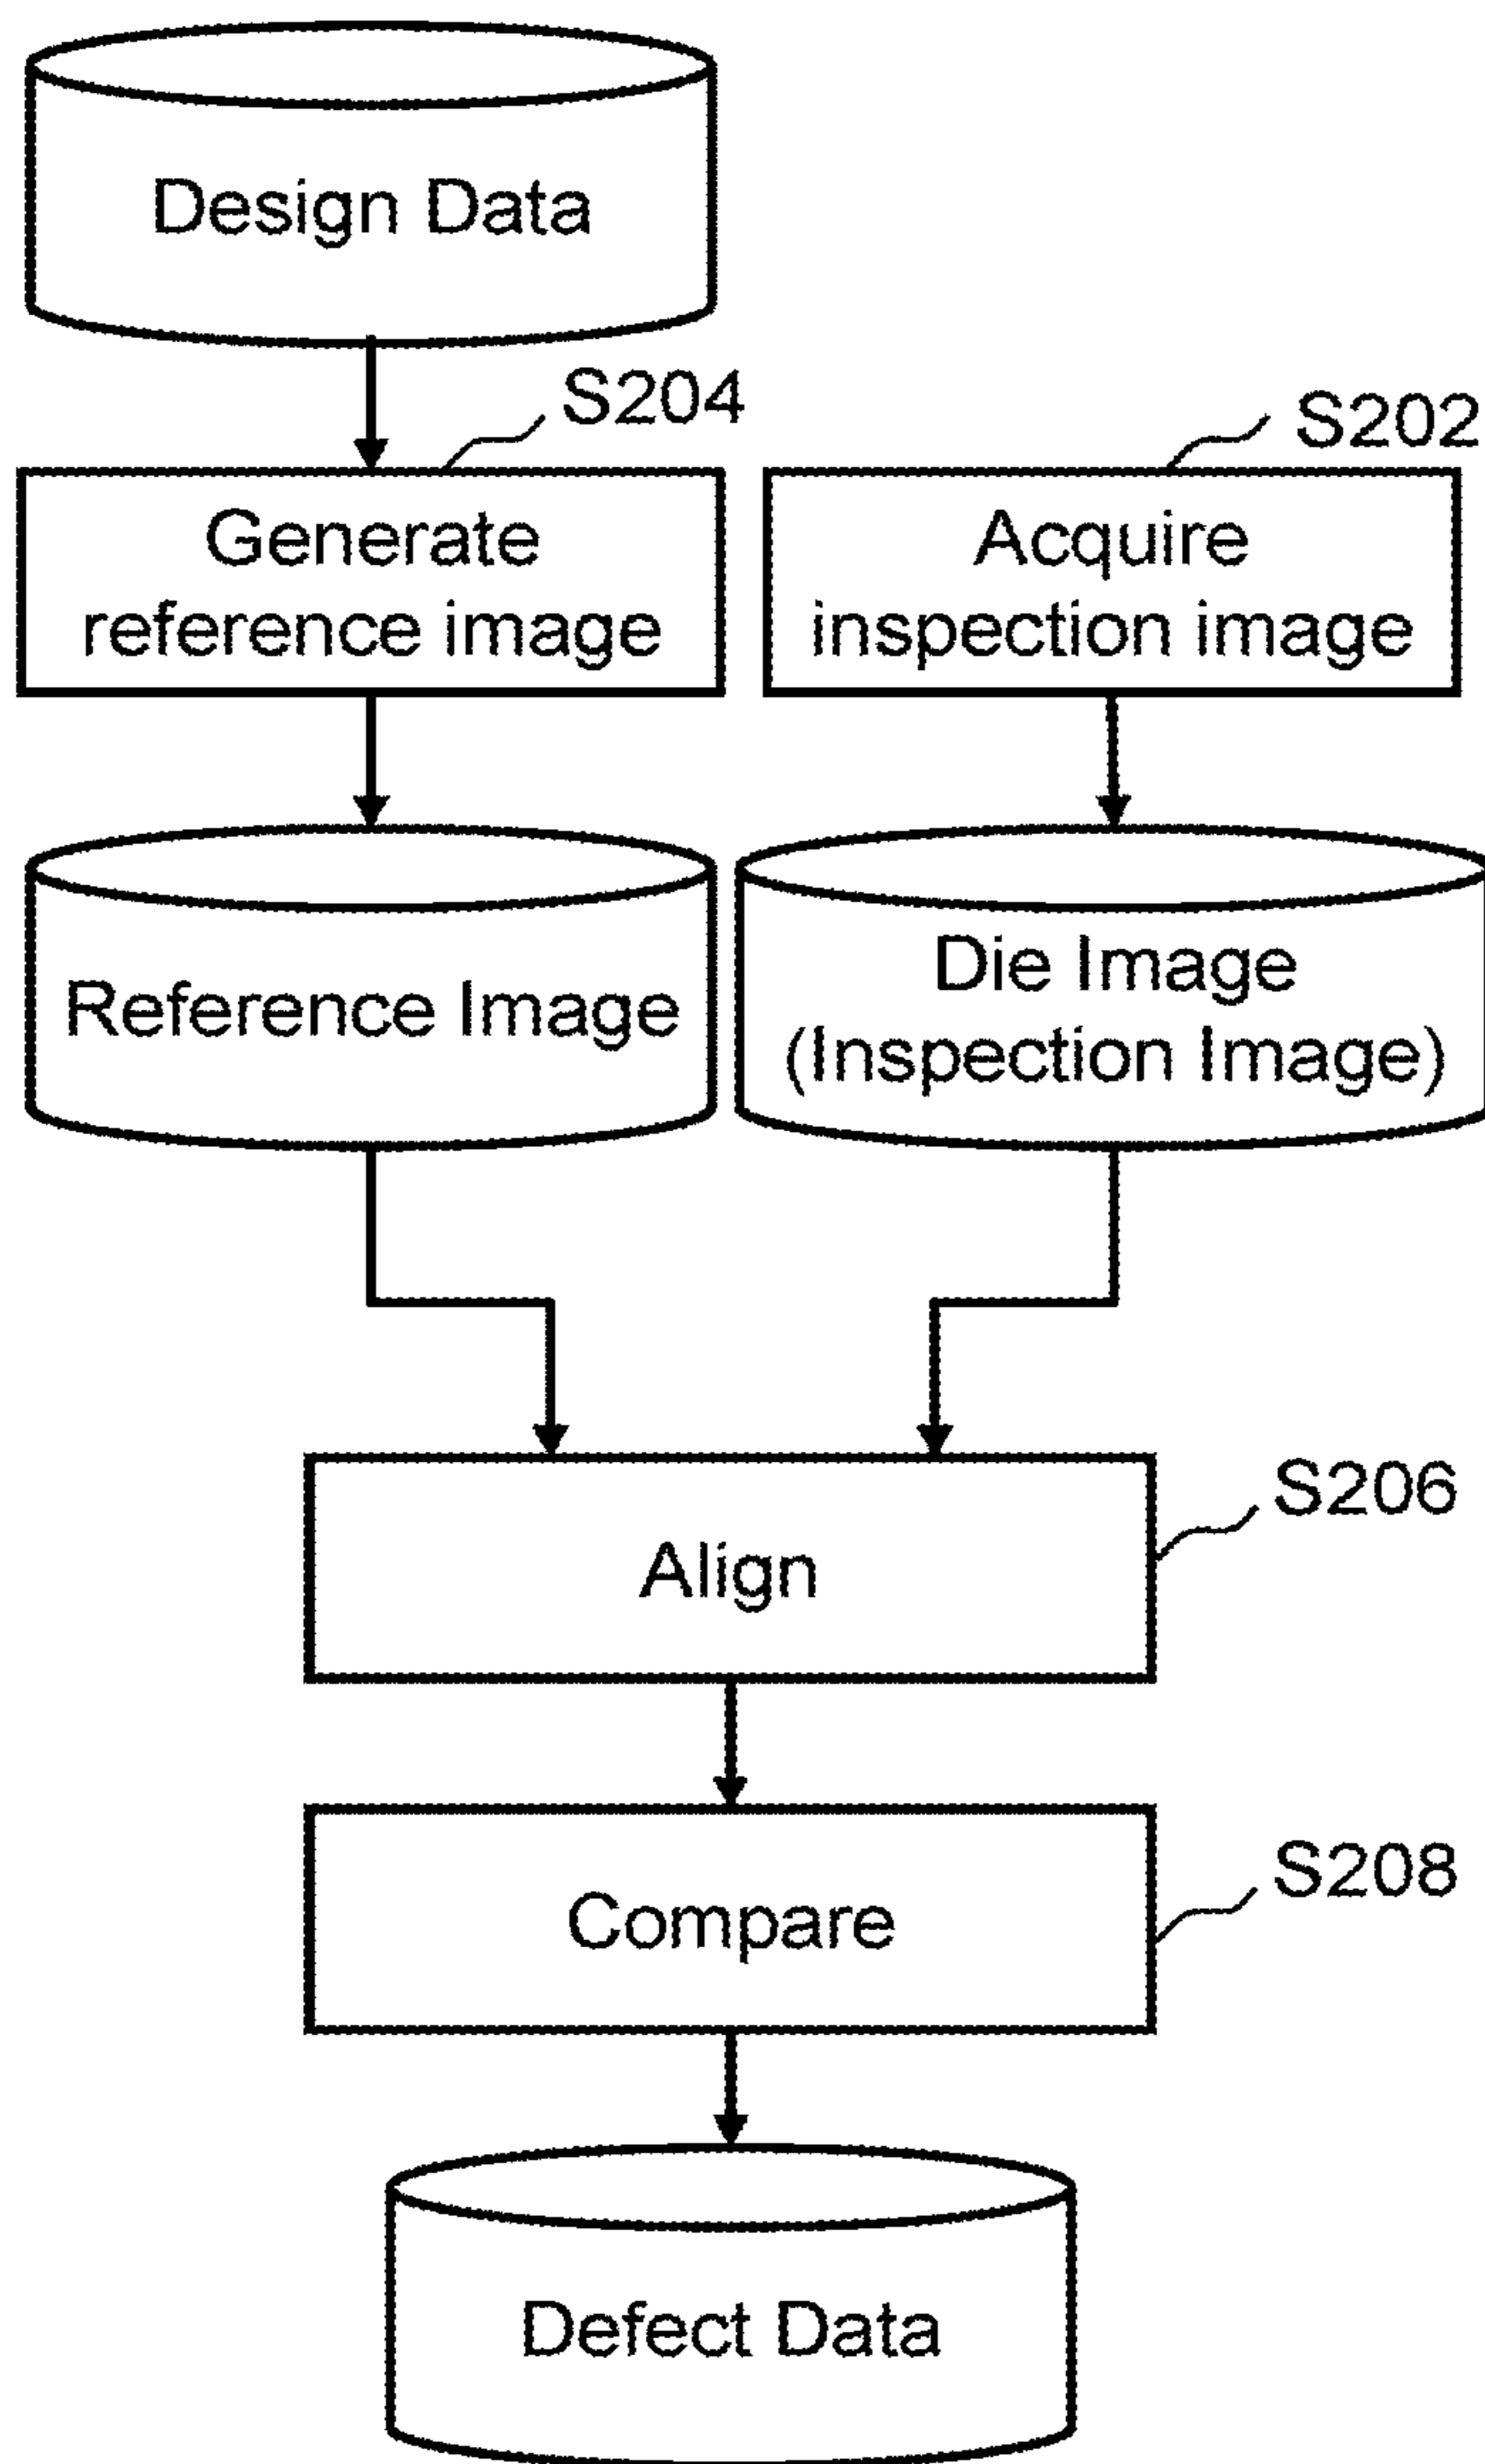 Design Data
S204
S202
Generate
reference image
Acquire
inspection image
Reference Image
Die Image
(Inspection Image)
S206
Align
S208
Compare
Defect Data